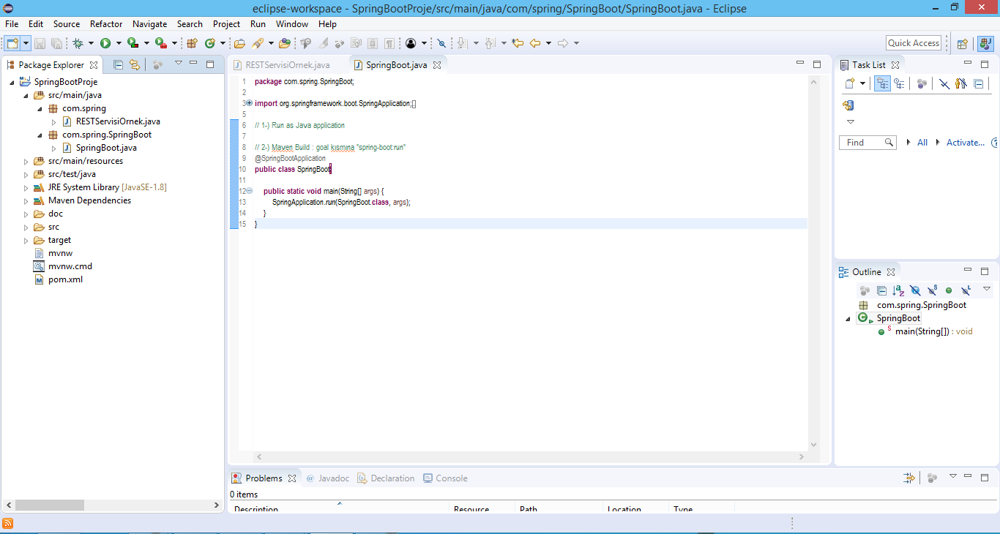 eclipse-workspace - SpringBootProje/src/main/java/com/spring/SpringBoot/SpringBoot.java - Eclipse
File Edit Source Refactor Navigate Search Project Run Window Help
Quick Access
Package Explorer
SpringBootProje
src/main/java
com.spring
RESTServisiOrnek.java
com.spring.SpringBoot
SpringBoot.java
src/main/resources
src/test/java
JRE System Library [JavaSE-1.8]
Maven Dependencies
doc
src
target
mvnw
mvnw.cmd
pom.xml
RESTServisiOrnek.java SpringBoot.java
1 package com.spring.SpringBoot;
2
3 import org.springframework.boot.SpringApplication;
5
6 // 1-) Run as Java application
7
8 // 2-) Maven Build : goal kısmına "spring-boot:run"
9 @SpringBootApplication
10 public class SpringBoot
11
12 public static void main(String[] args) {
13 SpringApplication.run(SpringBoot.class, args);
14 }
15 }
Task List
Find All Activate...
Outline
com.spring.SpringBoot
SpringBoot
main(String[]) : void
Problems @ Javadoc Declaration Console
0 items
Description Resource Path Location Type